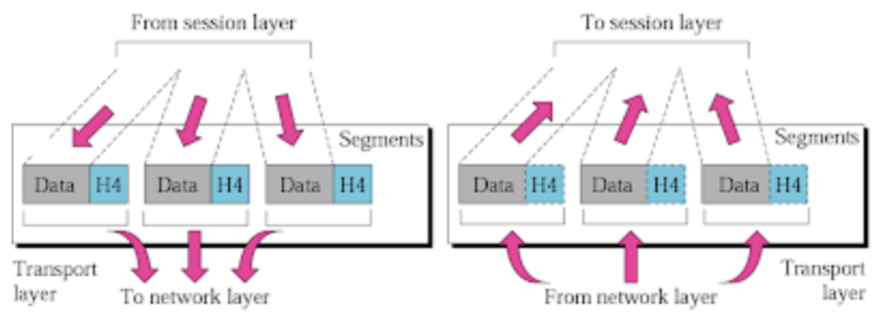 From session layer
Segments
Data H4 Data H4 Data H4
Transport
layer
To network layer
To session layer
Segments
Data H4 Data H4 Data H4
Transport
layer
From network layer